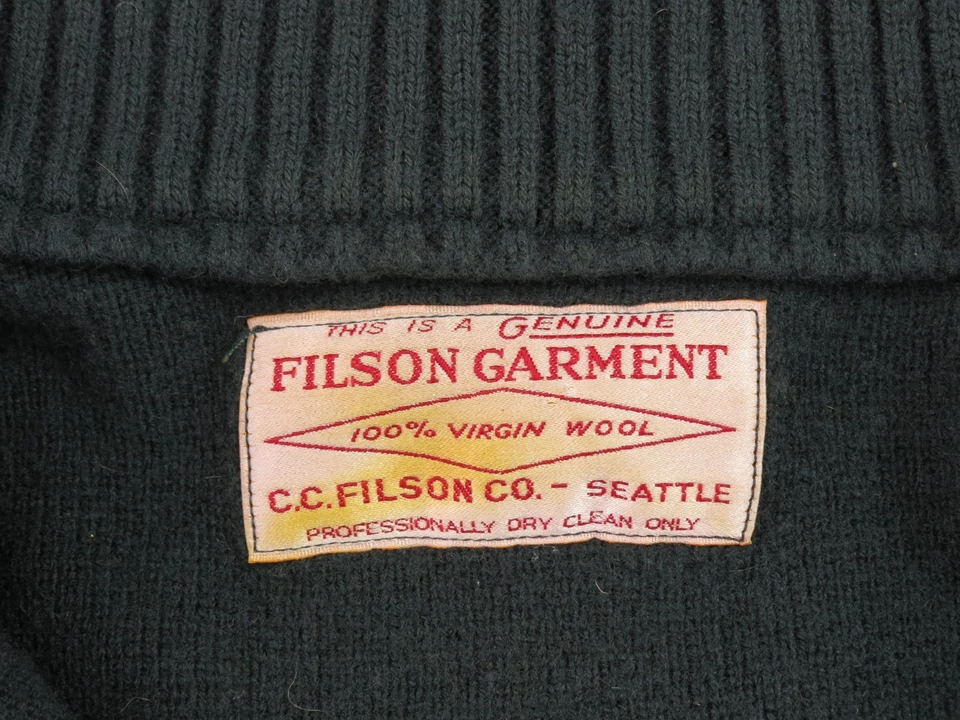 THIS IS A GENUINE
FILSON GARMENT
100% VIRGIN WOOL
C.C. FILSON CO. - SEATTLE
PROFESSIONALLY DRY CLEAN ONLY